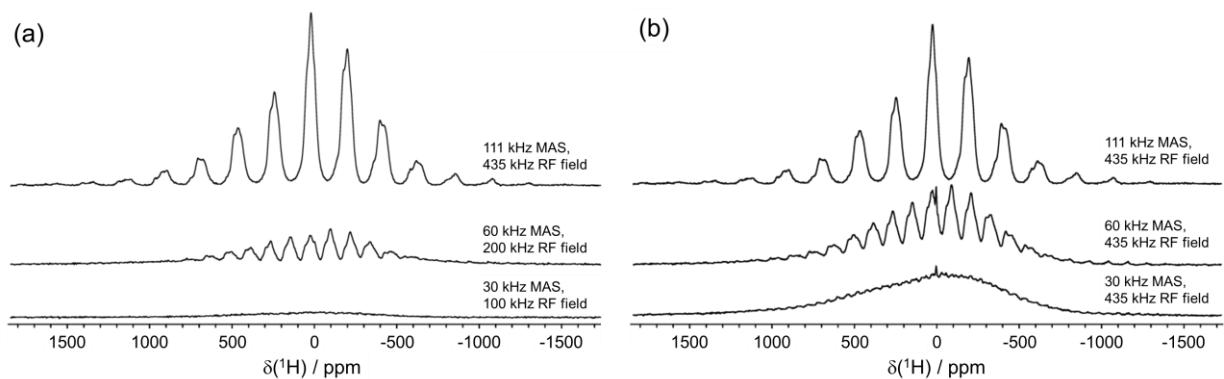 (a)
111 kHz MAS,
435 kHz RF field
60 kHz MAS,
200 kHz RF field
30 kHz MAS,
100 kHz RF field
1500 1000 500 0 -500 -1000 -1500
δ(¹H) / ppm
(b)
111 kHz MAS,
435 kHz RF field
60 kHz MAS,
435 kHz RF field
30 kHz MAS,
435 kHz RF field
1500 1000 500 0 -500 -1000 -1500
δ(¹H) / ppm